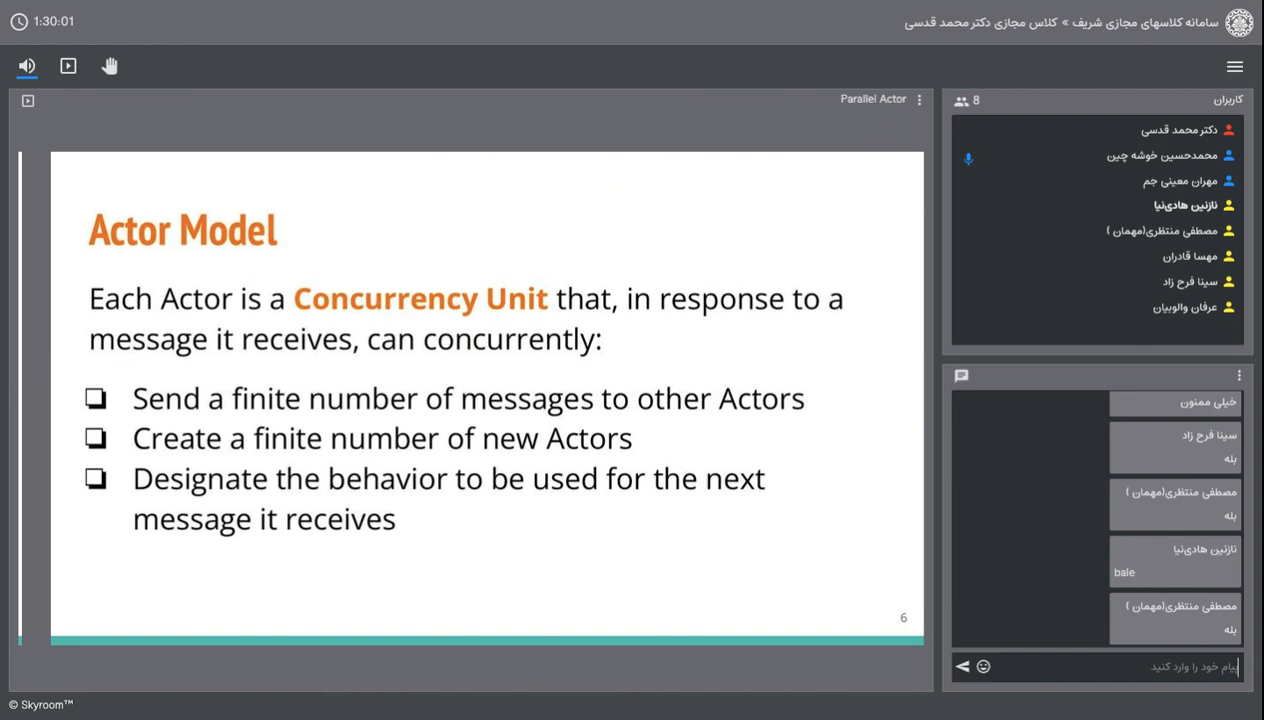 1:30:01
سامانه کلاسهای مجازی شریف » کلاس مجازی دکتر محمد قدسی
Parallel Actor
Actor Model
Each Actor is a Concurrency Unit that, in response to a
message it receives, can concurrently:
❑ Send a finite number of messages to other Actors
❑ Create a finite number of new Actors
❑ Designate the behavior to be used for the next
message it receives
6
کاربران
8
دکتر محمد قدسی
محمدحسین خوشه چین
مهران معینی جم
نازنین هادی‌نیا
مصطفی منتظری(مهمان )
مهسا قادران
سینا فرح زاد
عرفان والوبیان
خیلی ممنون
سینا فرح زاد
بله
مصطفی منتظری(مهمان )
بله
نازنین هادی‌نیا
bale
مصطفی منتظری(مهمان )
بله
پیام خود را وارد کنید
© Skyroom™